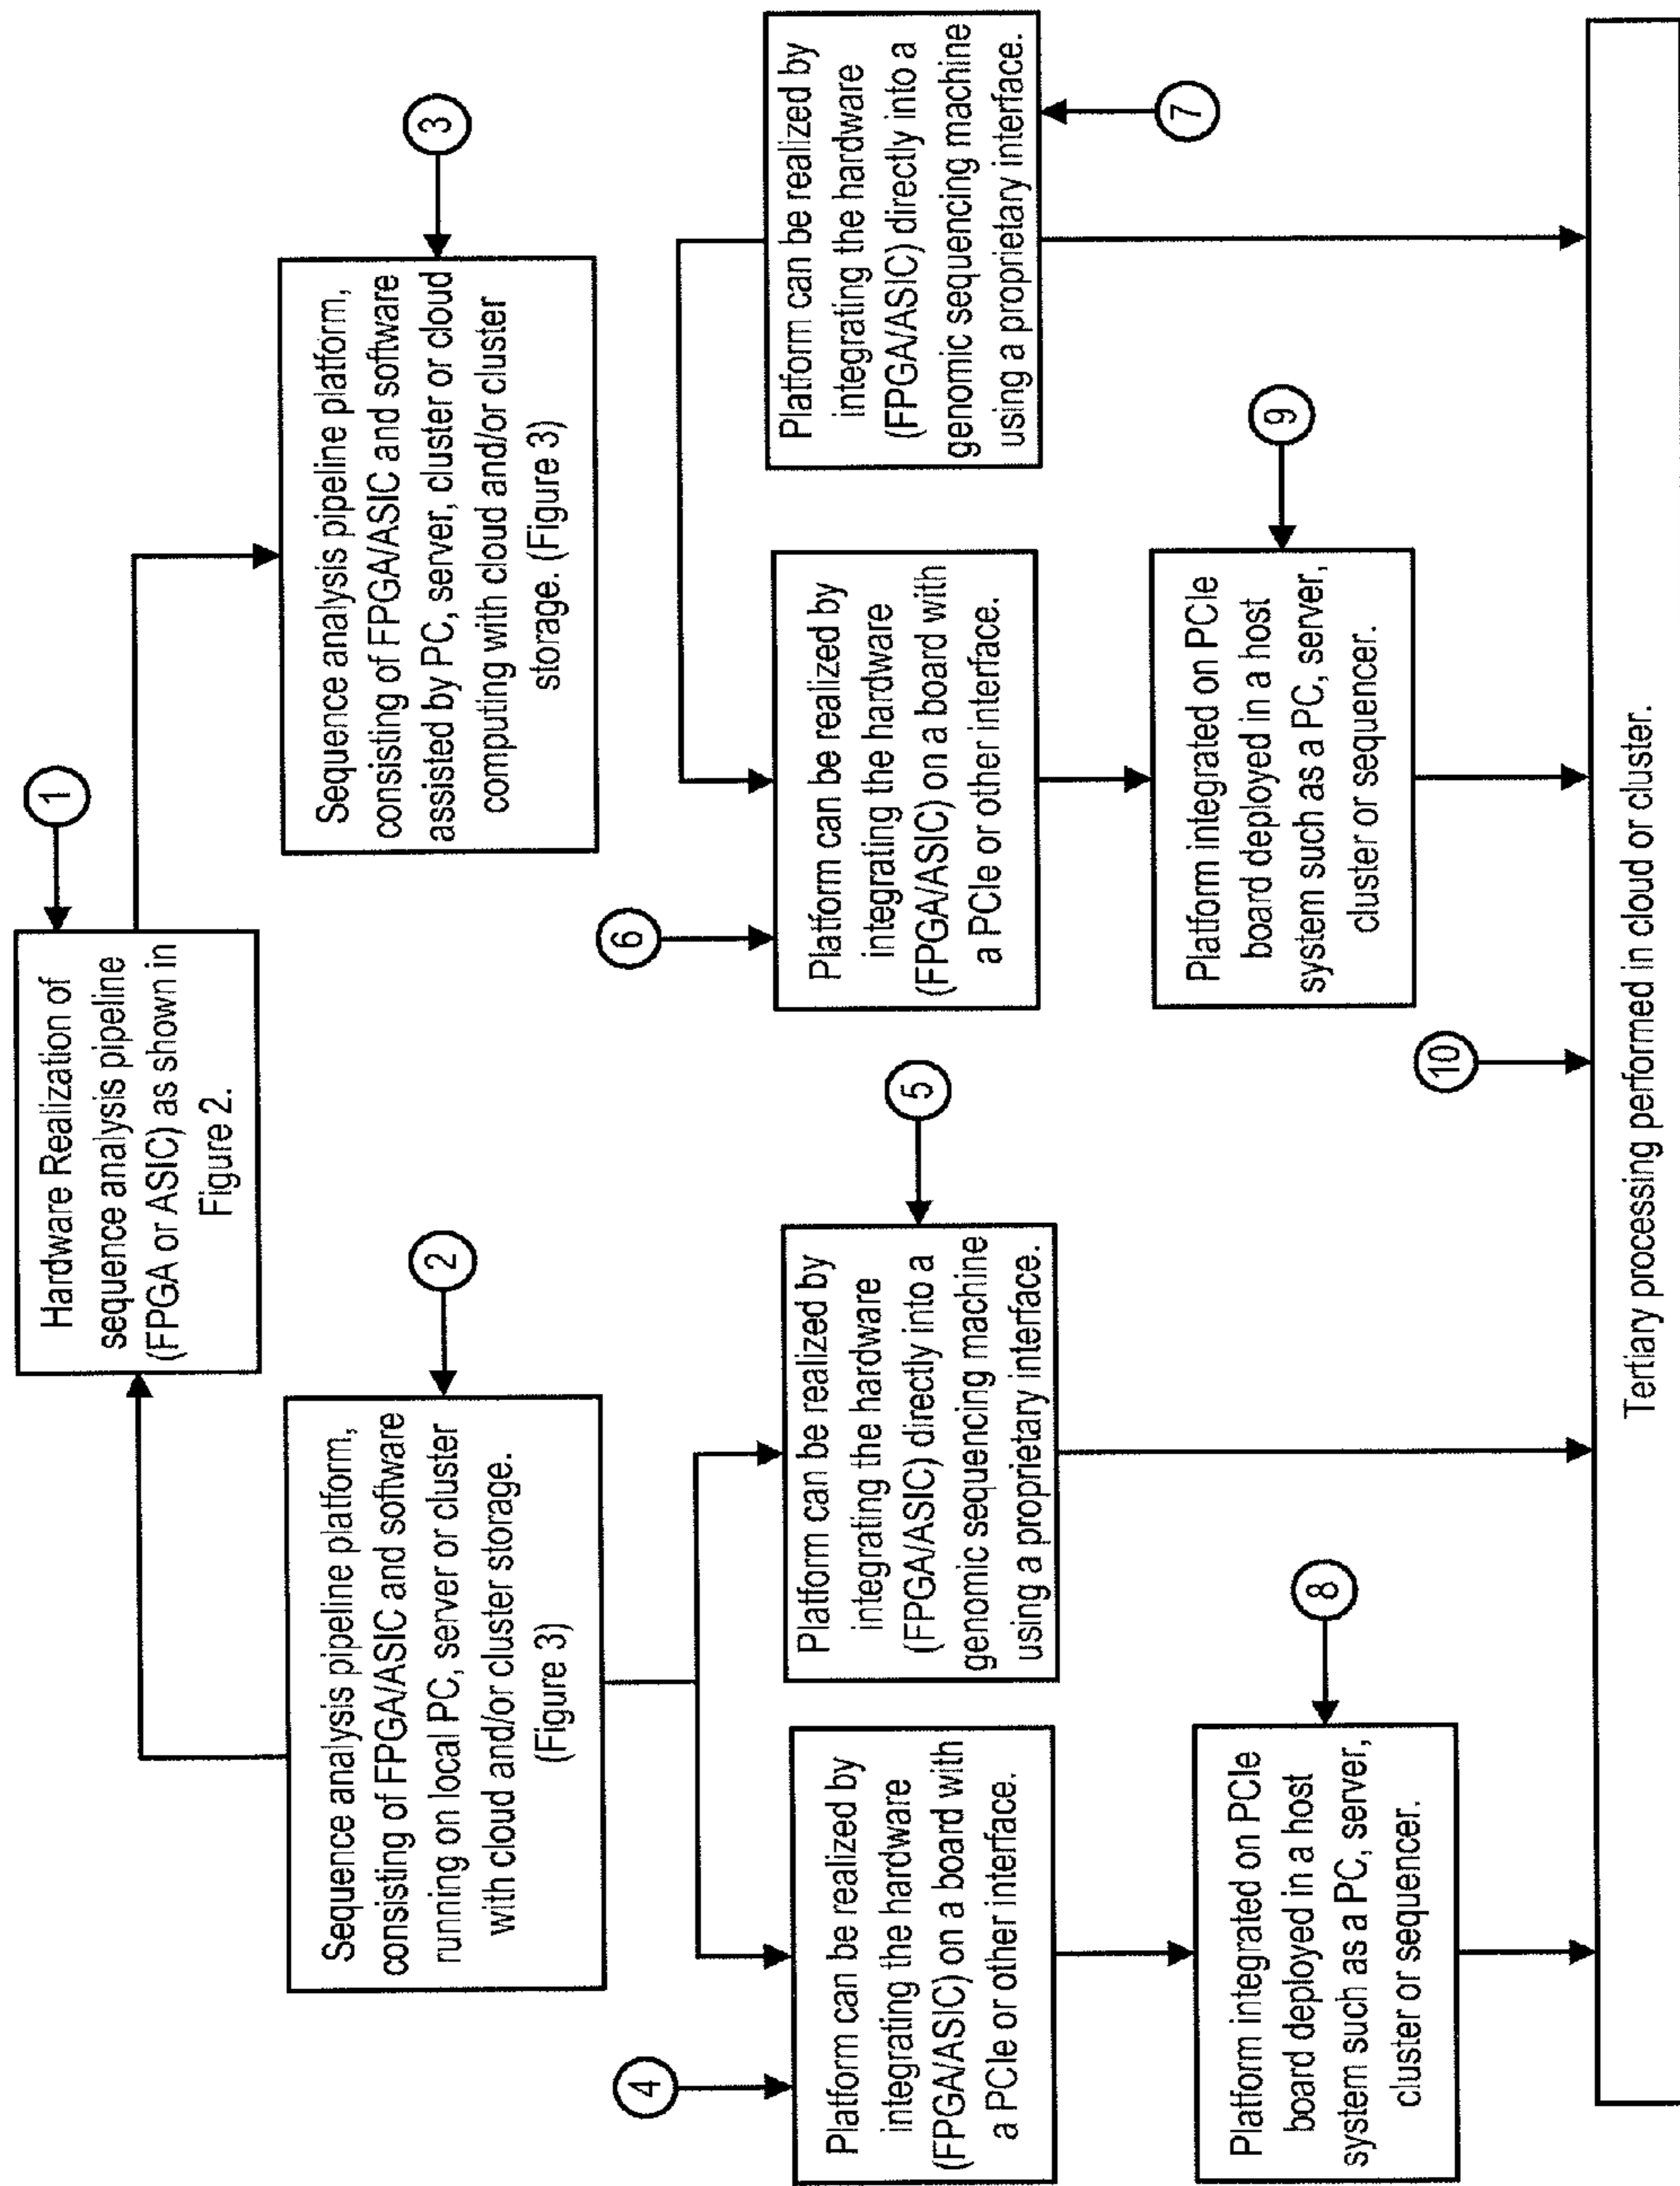 1
Hardware Realization of
sequence analysis pipeline
(FPGA or ASIC) as shown in
Figure 2.
2
Sequence analysis pipeline platform,
consisting of FPGA/ASIC and software
running on local PC, server or cluster
with cloud and/or cluster storage.
(Figure 3)
3
Sequence analysis pipeline platform,
consisting of FPGA/ASIC and software
assisted by PC, server, cluster or cloud
computing with cloud and/or cluster
storage. (Figure 3)
4
Platform can be realized by
integrating the hardware
(FPGA/ASIC) on a board with
a PCIe or other interface.
5
Platform can be realized by
integrating the hardware
(FPGA/ASIC) directly into a
genomic sequencing machine
using a proprietary interface.
6
Platform can be realized by
integrating the hardware
(FPGA/ASIC) on a board with
a PCIe or other interface.
7
Platform can be realized by
integrating the hardware
(FPGA/ASIC) directly into a
genomic sequencing machine
using a proprietary interface.
8
Platform integrated on PCIe
board deployed in a host
system such as a PC, server,
cluster or sequencer.
9
Platform integrated on PCIe
board deployed in a host
system such as a PC, server,
cluster or sequencer.
10
Tertiary processing performed in cloud or cluster.